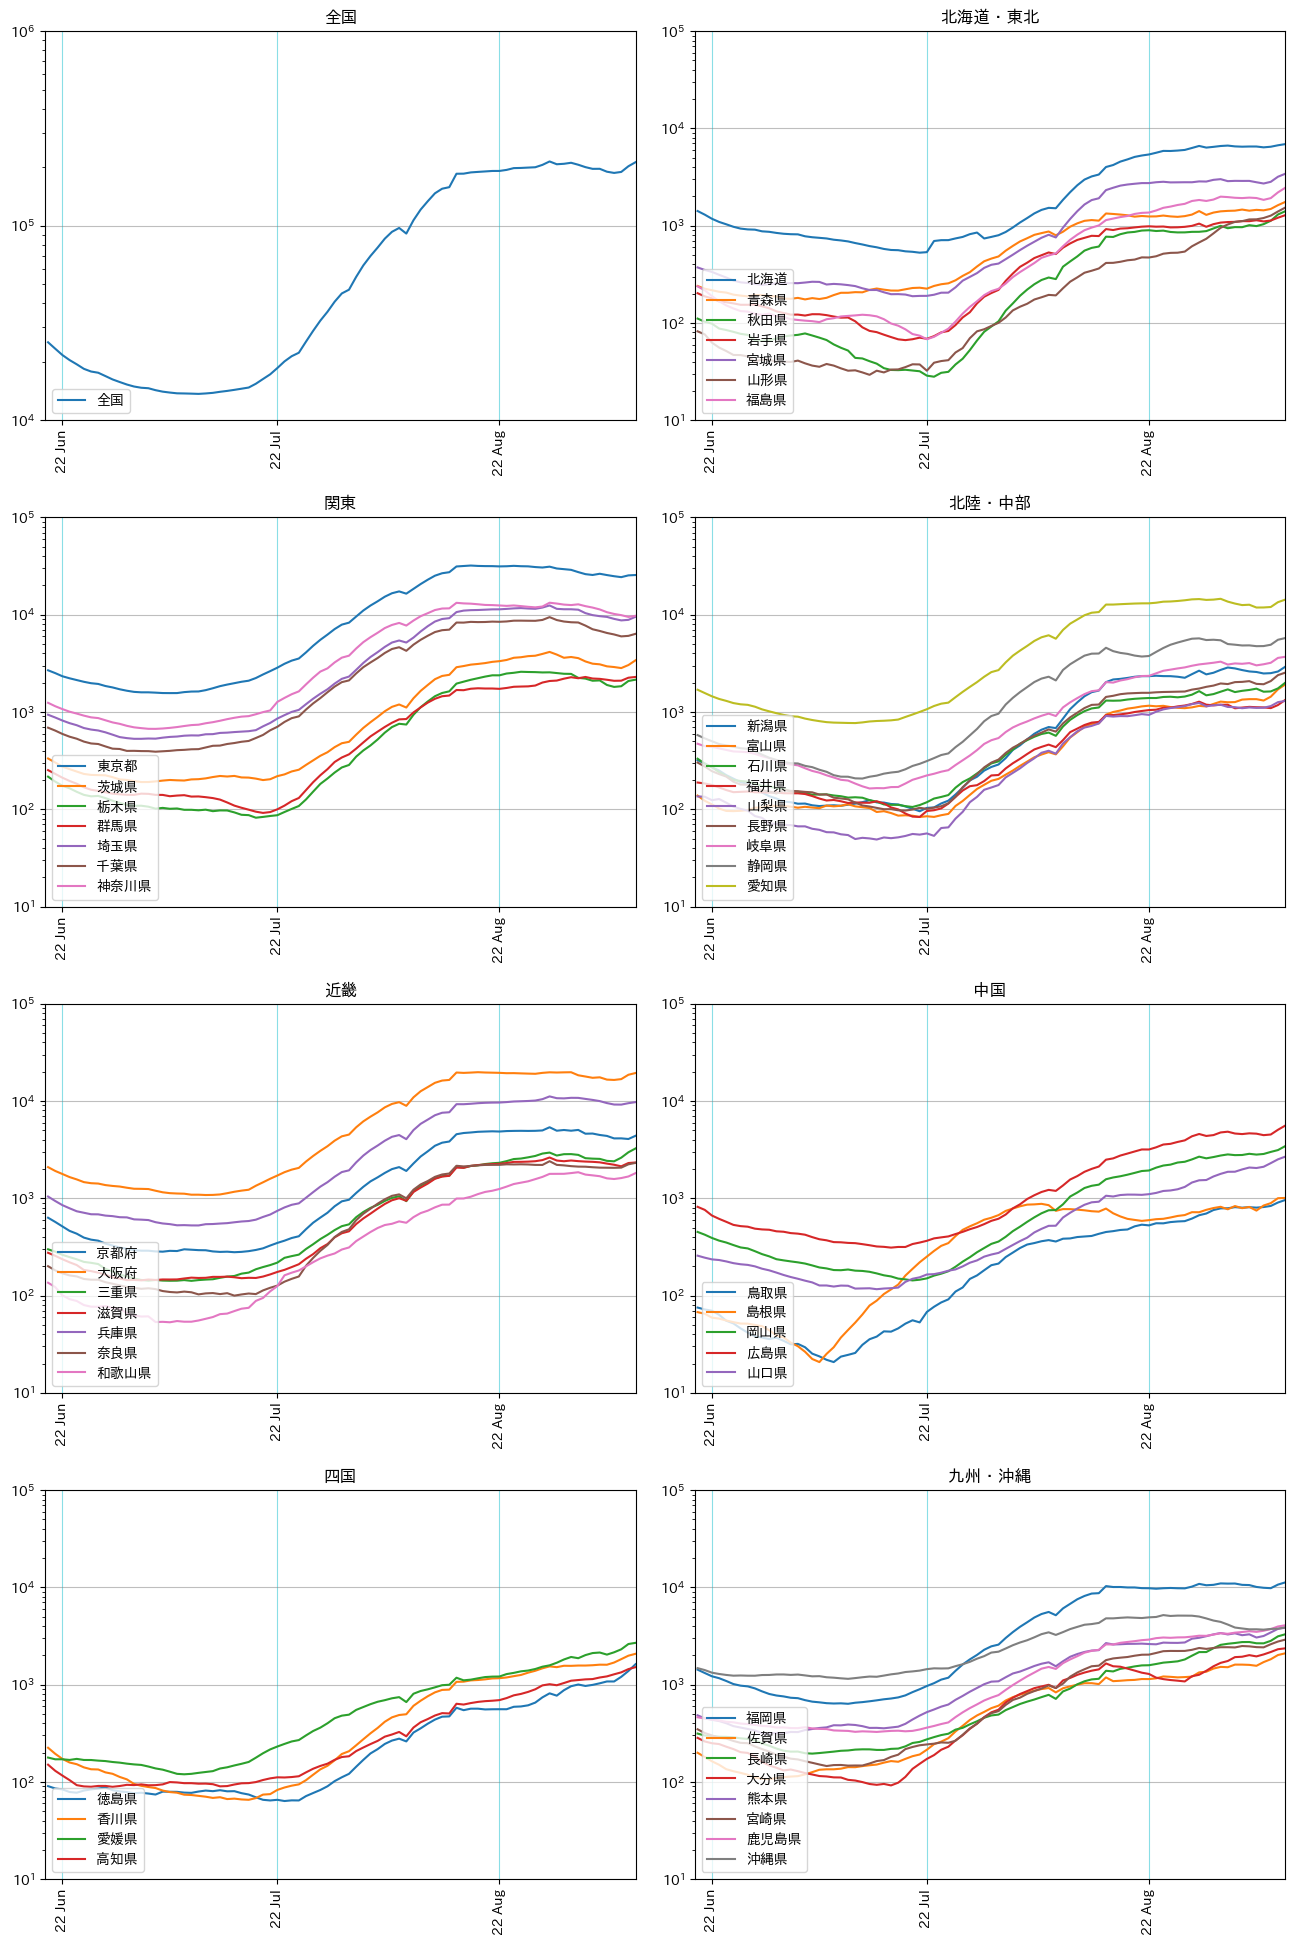 全国
10^6
10^5
10^4
全国
22 Jun
22 Jul
22 Aug
北海道・東北
10^5
10^4
10^3
10^2
10^1
北海道
青森県
秋田県
岩手県
宮城県
山形県
福島県
22 Jun
22 Jul
22 Aug
関東
10^5
10^4
10^3
10^2
10^1
東京都
茨城県
栃木県
群馬県
埼玉県
千葉県
神奈川県
22 Jun
22 Jul
22 Aug
北陸・中部
10^5
10^4
10^3
10^2
10^1
新潟県
富山県
石川県
福井県
山梨県
長野県
岐阜県
静岡県
愛知県
22 Jun
22 Jul
22 Aug
近畿
10^5
10^4
10^3
10^2
10^1
京都府
大阪府
三重県
滋賀県
兵庫県
奈良県
和歌山県
22 Jun
22 Jul
22 Aug
中国
10^5
10^4
10^3
10^2
10^1
鳥取県
島根県
岡山県
広島県
山口県
22 Jun
22 Jul
22 Aug
四国
10^5
10^4
10^3
10^2
10^1
徳島県
香川県
愛媛県
高知県
22 Jun
22 Jul
22 Aug
九州・沖縄
10^5
10^4
10^3
10^2
10^1
福岡県
佐賀県
長崎県
大分県
熊本県
宮崎県
鹿児島県
沖縄県
22 Jun
22 Jul
22 Aug